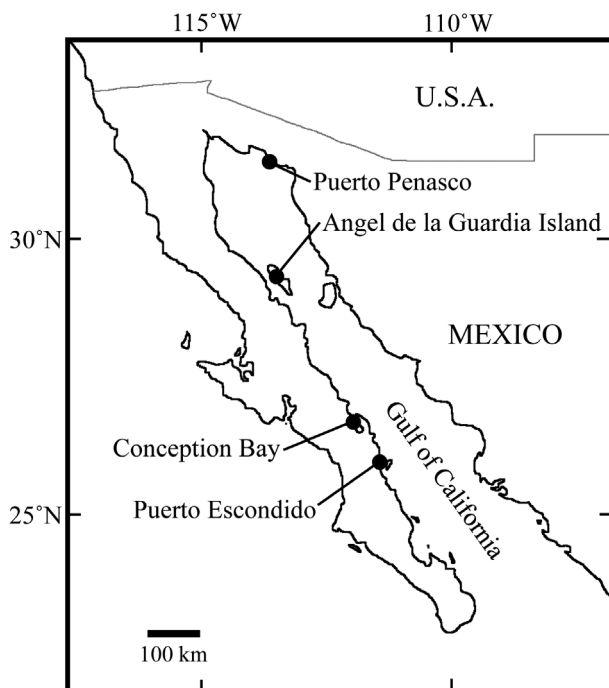 115˚W
110˚W
U.S.A.
Puerto Penasco
Angel de la Guardia Island
30˚N
MEXICO
Gulf of California
Conception Bay
Puerto Escondido
25˚N
100 km